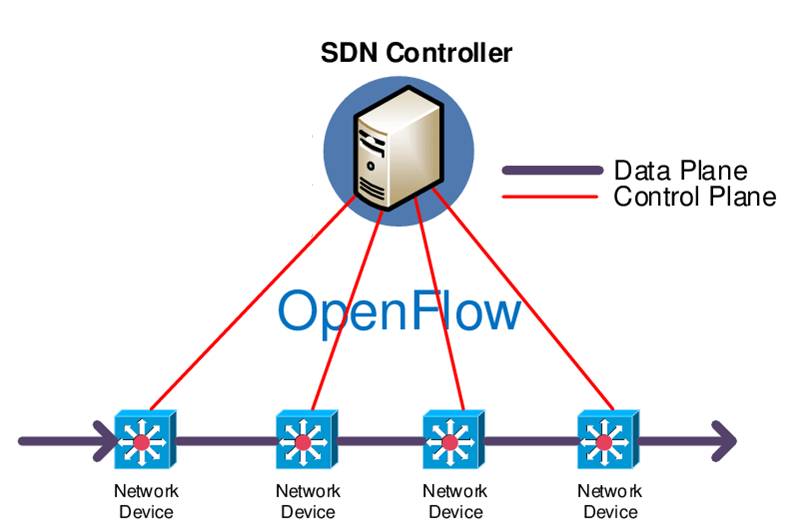 SDN Controller
Data Plane
Control Plane
OpenFlow
Network
Device
Network
Device
Network
Device
Network
Device